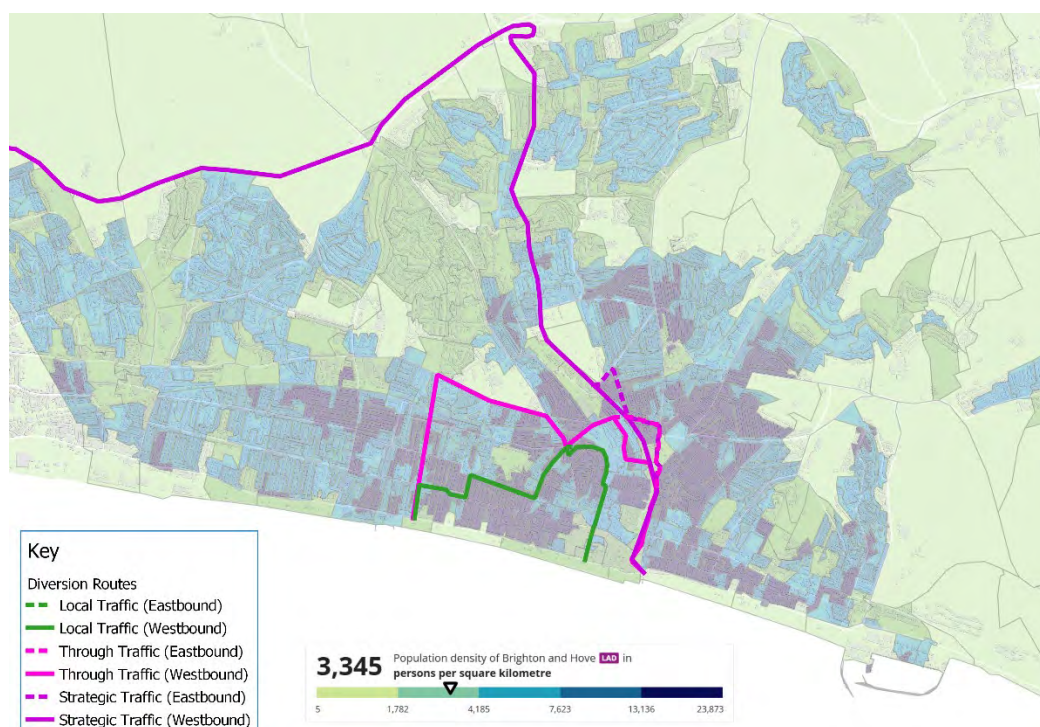 Key
Diversion Routes
Local Traffic (Eastbound)
Local Traffic (Westbound)
Through Traffic (Eastbound)
Through Traffic (Westbound)
Strategic Traffic (Eastbound)
Strategic Traffic (Westbound)
3,345 Population density of Brighton and Hove LAD in
persons per square kilometre
5 1,782 4,185 7,623 13,136 23,873